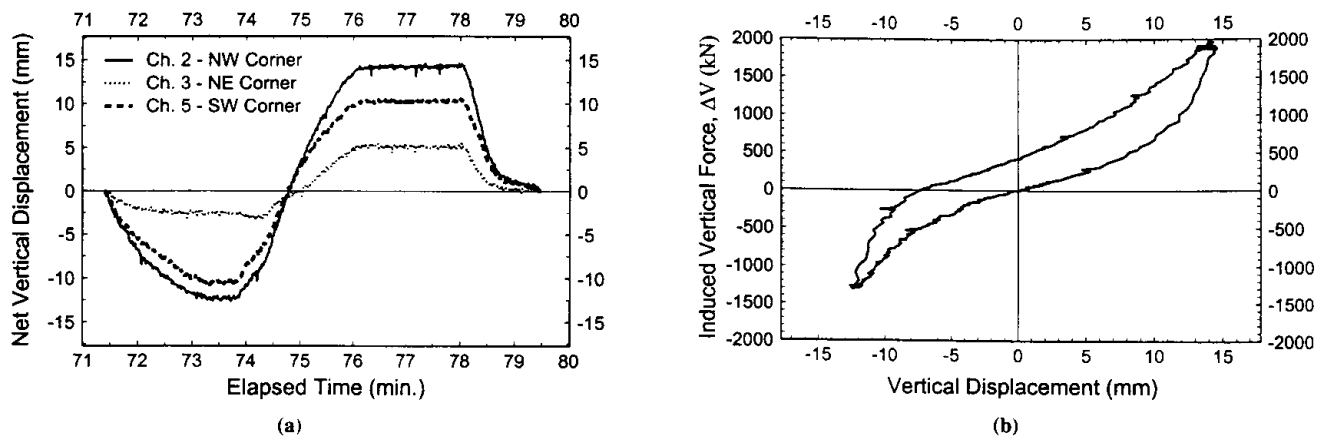 71 72 73 74 75 76 77 78 79 80
15 10 5 0 -5 -10 -15
Net Vertical Displacement (mm)
Ch. 2 - NW Corner
Ch. 3 - NE Corner
Ch. 5 - SW Corner
15 10 5 0 -5 -10 -15
71 72 73 74 75 76 77 78 79 80
Elapsed Time (min.)
(a)
-15 -10 -5 0 5 10 15
2000 1500 1000 500 0 -500 -1000 -1500 -2000
Induced Vertical Force, ΔV (kN)
2000 1500 1000 500 0 -500 -1000 -1500 -2000
-15 -10 -5 0 5 10 15
Vertical Displacement (mm)
(b)